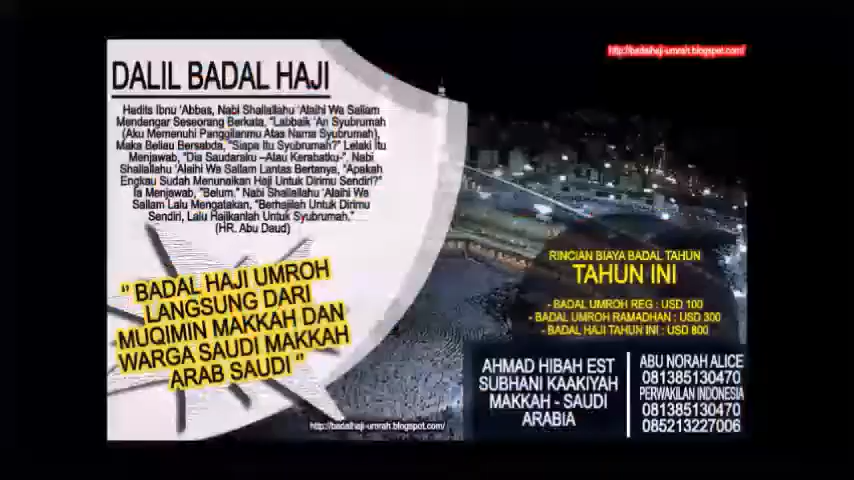 http://badalhaji-umrah.blogspot.com/
DALIL BADAL HAJI
Hadits Ibnu 'Abbas, Nabi Shallallahu 'Alaihi Wa Sallam
Mendengar Seseorang Berkata, "Labbaik 'An Syubrumah
(Aku Memenuhi Panggilanmu Atas Nama Syubrumah),
Maka Beliau Bersabda, "Siapa Itu Syubrumah?" Lelaki Itu
Menjawab, "Dia Saudaraku –Atau Kerabatku-", Nabi
Shallallahu 'Alaihi Wa Sallam Lantas Bertanya, "Apakah
Engkau Sudah Menunaikan Haji Untuk Dirimu Sendiri?"
Ia Menjawab, "Belum." Nabi Shallallahu 'Alaihi Wa
Sallam Lalu Mengatakan, "Berhajilah Untuk Dirimu
Sendiri, Lalu Hajikanlah Untuk Syubrumah."
(HR. Abu Daud)
" BADAL HAJI UMROH
LANGSUNG DARI
MUQIMIN MAKKAH DAN
WARGA SAUDI MAKKAH
ARAB SAUDI "
RINCIAN BIAYA BADAL TAHUN
TAHUN INI
- BADAL UMROH REG : USD 100
- BADAL UMROH RAMADHAN : USD 300
- BADAL HAJI TAHUN INI : USD 800
AHMAD HIBAH EST
SUBHANI KAAKIYAH
MAKKAH - SAUDI
ARABIA
ABU NORAH ALICE
081385130470
PERWAKILAN INDONESIA
081385130470
085213227006
http://badalhaji-umrah.blogspot.com/